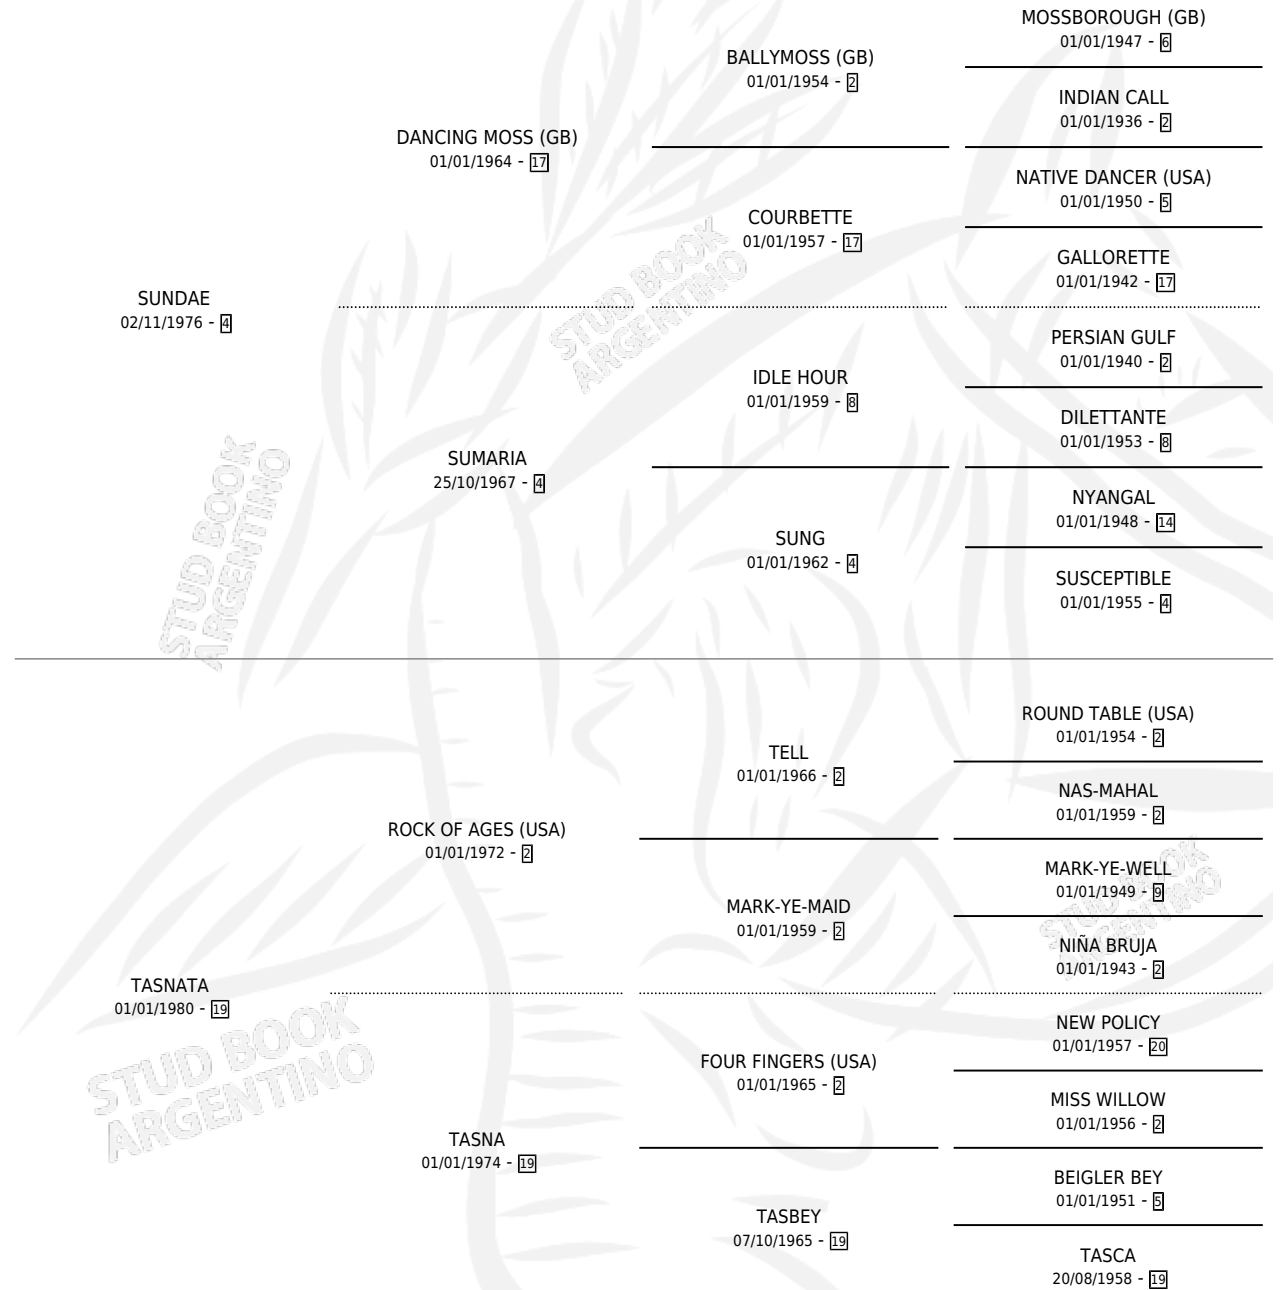 MOSSBOROUGH (GB)
01/01/1947 - 6
BALLYMOSS (GB)
01/01/1954 - 2
INDIAN CALL
01/01/1936 - 2
DANCING MOSS (GB)
01/01/1964 - 17
NATIVE DANCER (USA)
01/01/1950 - 5
COURBETTE
01/01/1957 - 17
GALLORETTE
01/01/1942 - 17
SUNDAE
02/11/1976 - 4
PERSIAN GULF
01/01/1940 - 2
IDLE HOUR
01/01/1959 - 8
DILETTANTE
01/01/1953 - 8
SUMARIA
25/10/1967 - 4
NYANGAL
01/01/1948 - 14
SUNG
01/01/1962 - 4
SUSCEPTIBLE
01/01/1955 - 4
STUD BOOK
ARGENTINO
STUD BOOK
ARGENTINO
ROUND TABLE (USA)
01/01/1954 - 2
TELL
01/01/1966 - 2
NAS-MAHAL
01/01/1959 - 2
ROCK OF AGES (USA)
01/01/1972 - 2
MARK-YE-WELL
01/01/1949 - 9
MARK-YE-MAID
01/01/1959 - 2
NIÑA BRUJA
01/01/1943 - 2
TASNATA
01/01/1980 - 19
NEW POLICY
01/01/1957 - 20
FOUR FINGERS (USA)
01/01/1965 - 2
MISS WILLOW
01/01/1956 - 2
TASNA
01/01/1974 - 19
BEIGLER BEY
01/01/1951 - 5
TASBEY
07/10/1965 - 19
TASCA
20/08/1958 - 19
STUD BOOK
ARGENTINO
STUD BOOK
ARGENTINO